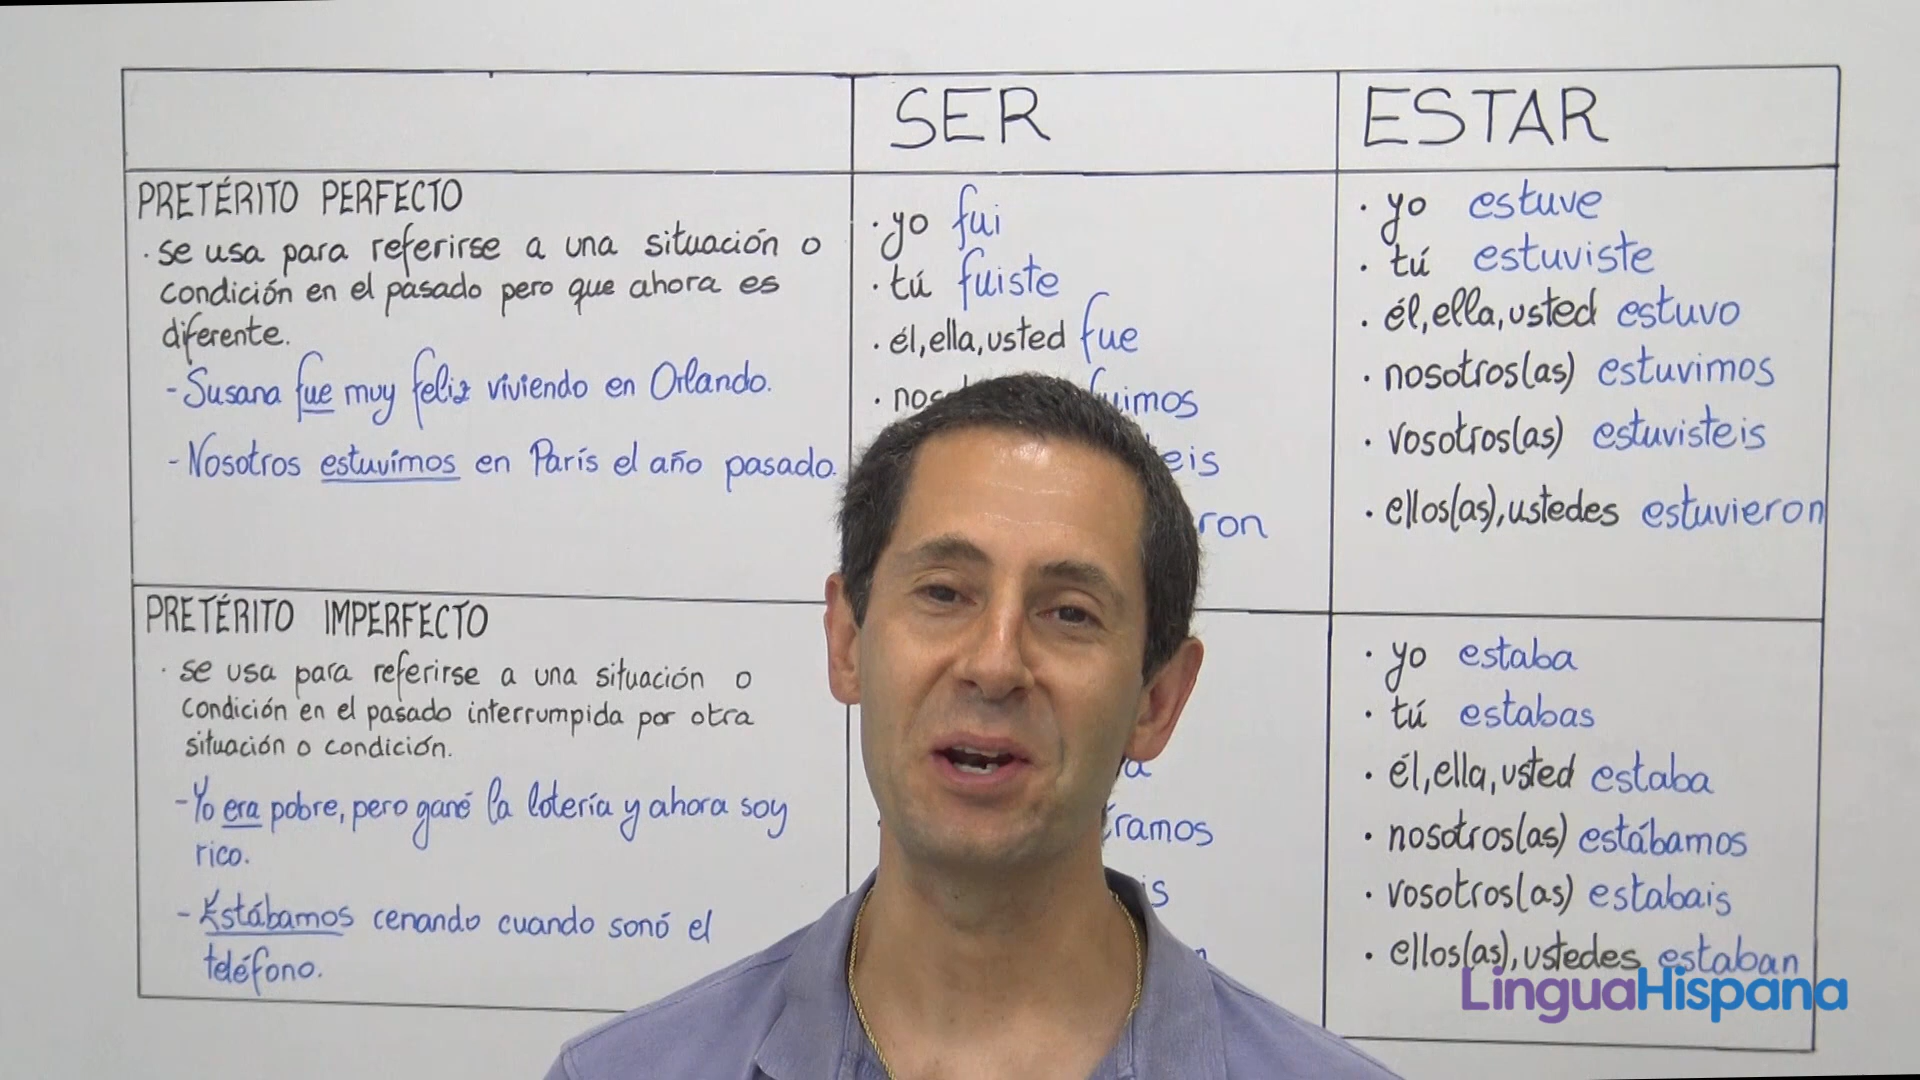 SER
ESTAR
PRETÉRITO PERFECTO
· se usa para referirse a una situación o
condición en el pasado pero que ahora es
diferente.
- Susana fue muy feliz viviendo en Orlando.
- Nosotros estuvimos en París el año pasado.
· yo fui
· tú fuiste
· él, ella, usted fue
· yo estuve
· tú estuviste
· él, ella, usted estuvo
· nosotros(as) estuvimos
· vosotros(as) estuvisteis
· ellos(as), ustedes estuvieron
PRETÉRITO IMPERFECTO
· se usa para referirse a una situación o
condición en el pasado interrumpida por otra
situación o condición.
- Yo era pobre, pero gané la lotería y ahora soy
rico.
- Estábamos cenando cuando sonó el
teléfono.
· yo estaba
· tú estabas
· él, ella, usted estaba
· nosotros(as) estábamos
· vosotros(as) estabais
· ellos(as), ustedes estaban
LinguaHispana